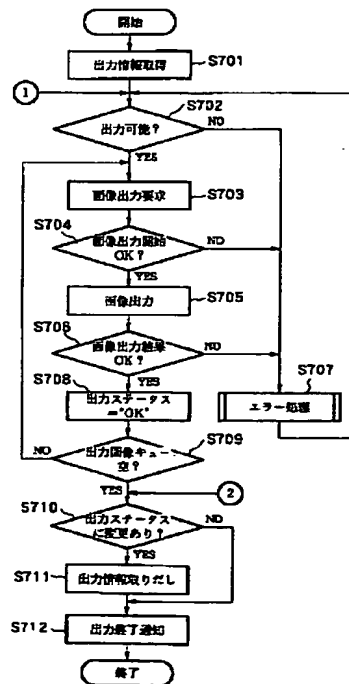 開始
出力情報取得 S701
1
S702
出力可能? NO
YES
画像出力要求 S703
S704
画像出力開始 OK? NO
YES
画像出力 S705
S706
画像出力結果 OK? NO
YES
S707
エラー処理
S708
出力ステータス
="OK"
S709
NO 出力画像キュー
空?
YES
2
S710
出力ステータス NO
に変更あり?
YES
S711 出力情報取りだし
S712 出力終了通知
終了